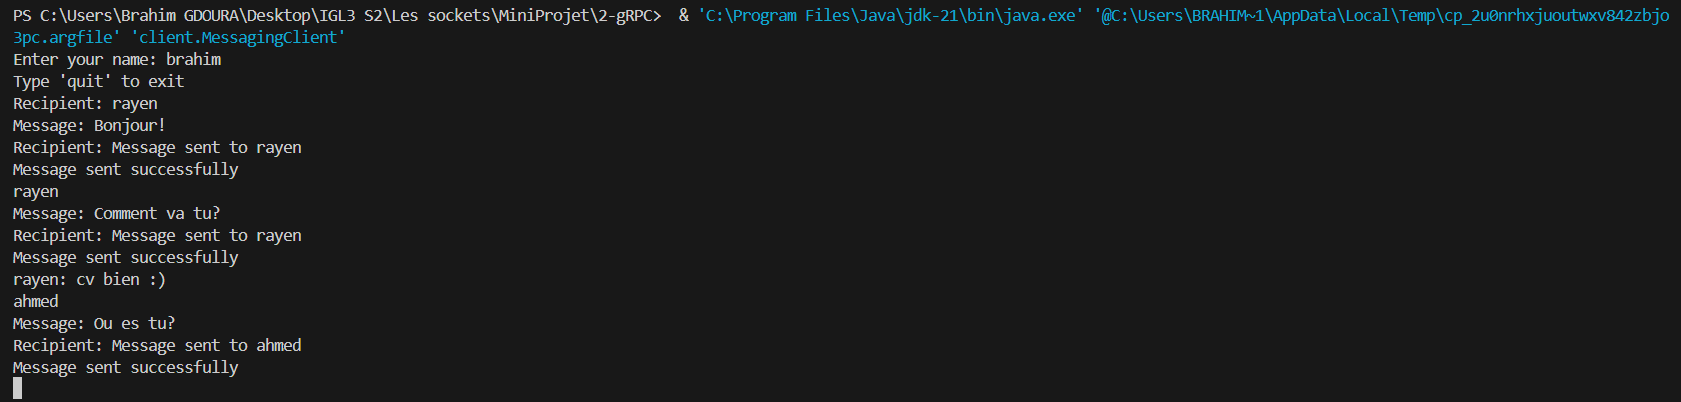 PS C:\Users\Brahim GDOURA\Desktop\IGL3 S2\Les sockets\MiniProjet\2-gRPC>  & 'C:\Program Files\Java\jdk-21\bin\java.exe' '@C:\Users\BRAHIM~1\AppData\Local\Temp\cp_2u0nrhxjuoutwxv842zbjo
3pc.argfile' 'client.MessagingClient'
Enter your name: brahim
Type 'quit' to exit
Recipient: rayen
Message: Bonjour!
Recipient: Message sent to rayen
Message sent successfully
rayen
Message: Comment va tu?
Recipient: Message sent to rayen
Message sent successfully
rayen: cv bien :)
ahmed
Message: Ou es tu?
Recipient: Message sent to ahmed
Message sent successfully